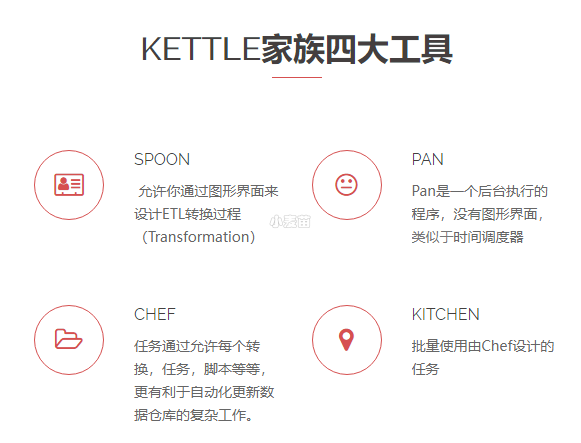 KETTLE家族四大工具
SPOON
允许你通过图形界面来
设计ETL转换过程
（Transformation）
PAN
Pan是一个后台执行的
程序，没有图形界面，
类似于时间调度器
小麦苗
CHEF
任务通过允许每个转
换，任务，脚本等等，
更有利于自动化更新数
据仓库的复杂工作。
KITCHEN
批量使用由Chef设计的
任务